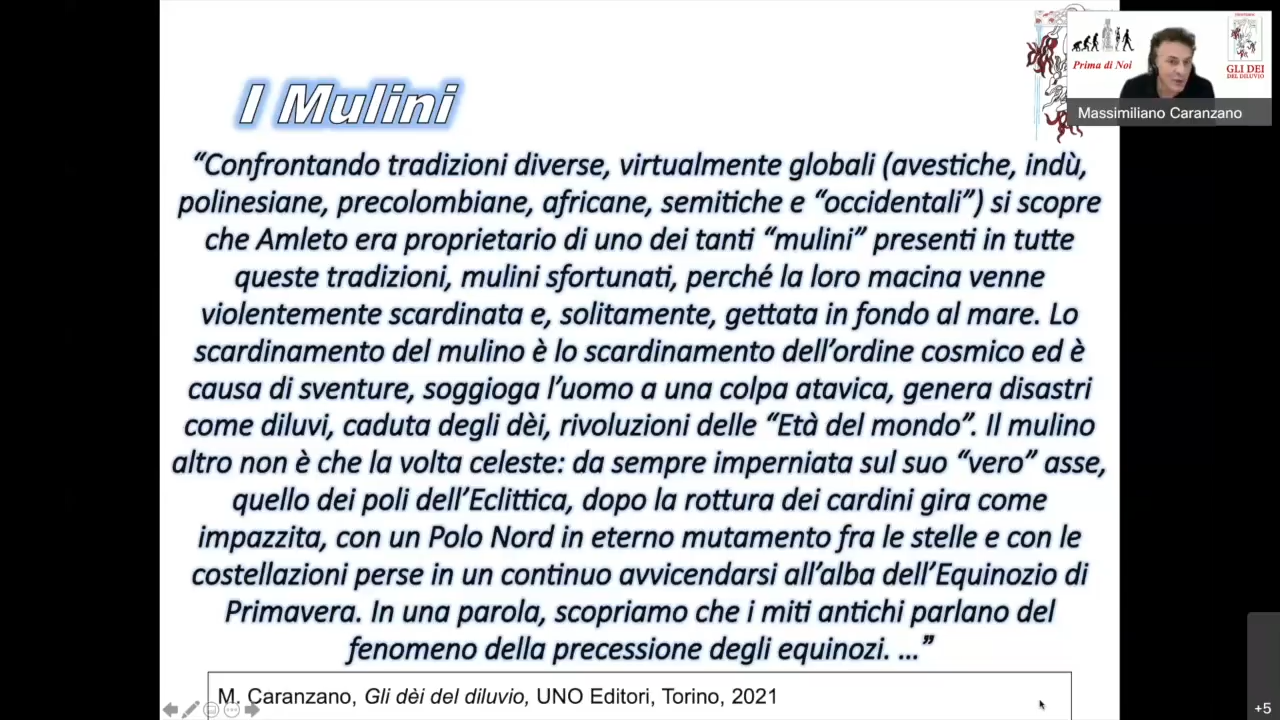 I Mulini
“Confrontando tradizioni diverse, virtualmente globali (avestiche, indù,
polinesiane, precolombiane, africane, semitiche e “occidentali”) si scopre
che Amleto era proprietario di uno dei tanti “mulini” presenti in tutte
queste tradizioni, mulini sfortunati, perché la loro macina venne
violentemente scardinata e, solitamente, gettata in fondo al mare. Lo
scardinamento del mulino è lo scardinamento dell’ordine cosmico ed è
causa di sventure, soggioga l’uomo a una colpa atavica, genera disastri
come diluvi, caduta degli dèi, rivoluzioni delle “Età del mondo”. Il mulino
altro non è che la volta celeste: da sempre imperniata sul suo “vero” asse,
quello dei poli dell’Eclittica, dopo la rottura dei cardini gira come
impazzita, con un Polo Nord in eterno mutamento fra le stelle e con le
costellazioni perse in un continuo avvicendarsi all’alba dell’Equinozio di
Primavera. In una parola, scopriamo che i miti antichi parlano del
fenomeno della precessione degli equinozi. …”
M. Caranzano, Gli dèi del diluvio, UNO Editori, Torino, 2021
Prima di Noi
GLI DEI
DEL DILUVIO
Massimiliano Caranzano
+5